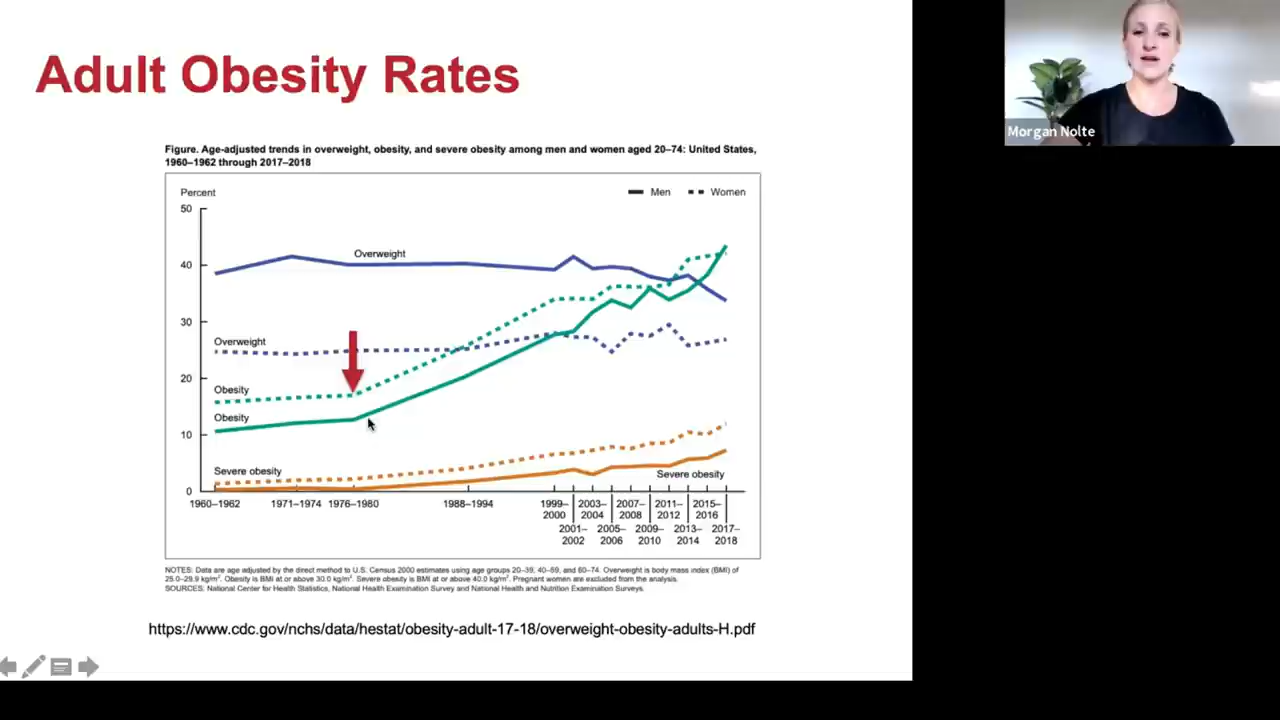 Adult Obesity Rates
Morgan Nolte
Figure. Age-adjusted trends in overweight, obesity, and severe obesity among men and women aged 20–74: United States,
1960–1962 through 2017–2018
Percent
Men
Women
50
40
30
20
10
0
Overweight
Overweight
Obesity
Obesity
Severe obesity
Severe obesity
1960–1962
1971–1974
1976–1980
1988–1994
1999–
2000
2001–
2002
2003–
2004
2005–
2006
2007–
2008
2009–
2010
2011–
2012
2013–
2014
2015–
2016
2017–
2018
NOTES: Data are age adjusted by the direct method to U.S. Census 2000 estimates using age groups 20–39, 40–59, and 60–74. Overweight is body mass index (BMI) of
25.0–29.9 kg/m². Obesity is BMI at or above 30.0 kg/m². Severe obesity is BMI at or above 40.0 kg/m². Pregnant women are excluded from the analysis.
SOURCES: National Center for Health Statistics, National Health Examination Survey and National Health and Nutrition Examination Surveys.
https://www.cdc.gov/nchs/data/hestat/obesity-adult-17-18/overweight-obesity-adults-H.pdf